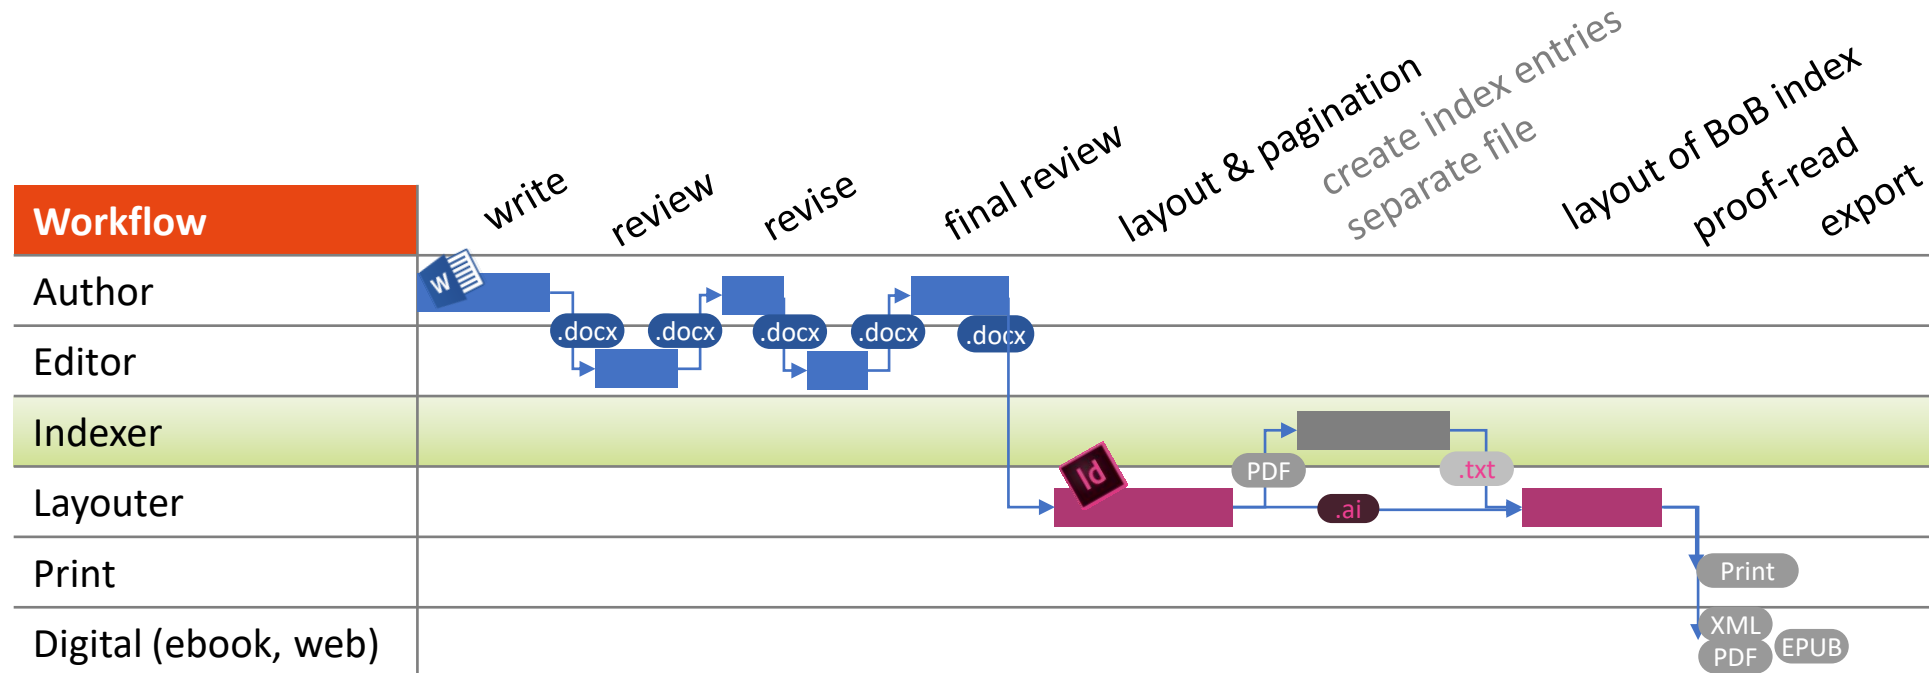 write
review
revise
final review
layout & pagination
create index entries
separate file
layout of BoB index
proof-read
export
Workflow
Author
W
.docx
.docx
.docx
.docx
.docx
Editor
Indexer
PDF
.txt
Id
Layouter
.ai
Print
Print
Digital (ebook, web)
XML
EPUB
PDF